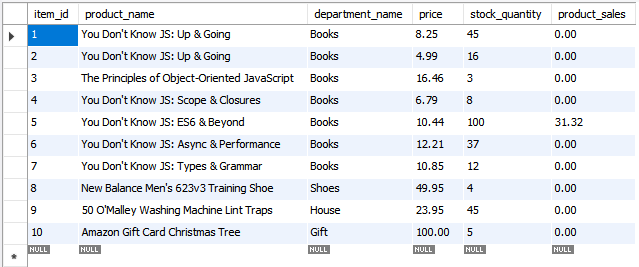 item_id product_name department_name price stock_quantity product_sales
1 You Don't Know JS: Up & Going Books 8.25 45 0.00
2 You Don't Know JS: Up & Going Books 4.99 16 0.00
3 The Principles of Object-Oriented JavaScript Books 16.46 3 0.00
4 You Don't Know JS: Scope & Closures Books 6.79 8 0.00
5 You Don't Know JS: ES6 & Beyond Books 10.44 100 31.32
6 You Don't Know JS: Async & Performance Books 12.21 37 0.00
7 You Don't Know JS: Types & Grammar Books 10.85 12 0.00
8 New Balance Men's 623v3 Training Shoe Shoes 49.95 4 0.00
9 50 O'Malley Washing Machine Lint Traps House 23.95 45 0.00
10 Amazon Gift Card Christmas Tree Gift 100.00 5 0.00
NULL NULL NULL NULL NULL NULL